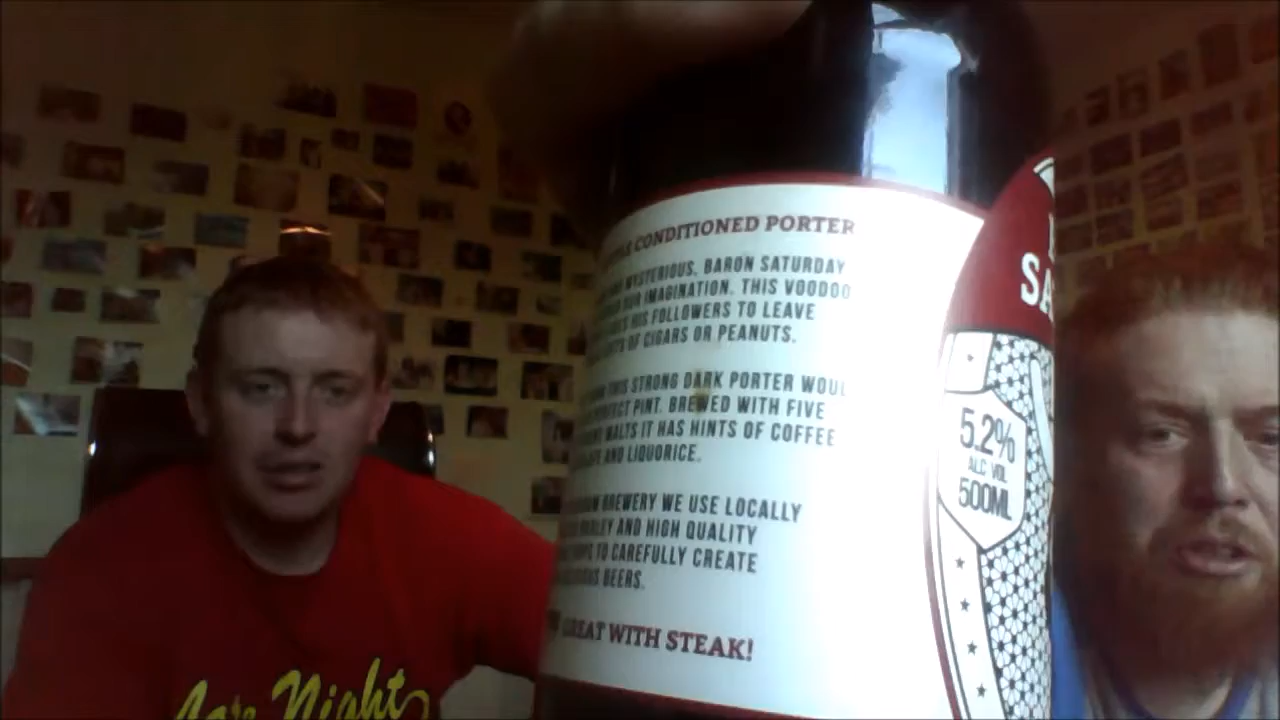 CONDITIONED PORTER
MYSTERIOUS, BARON SATURDAY
OUR IMAGINATION. THIS VOODOO
HIS FOLLOWERS TO LEAVE
OF CIGARS OR PEANUTS.
THIS STRONG DARK PORTER
PINT. BREWED WITH FIVE
MALTS IT HAS HINTS OF COFFEE
AND LIQUORICE.
BREWERY WE USE LOCALLY
BARLEY AND HIGH QUALITY
TO CAREFULLY CREATE
BEERS.
GREAT WITH STEAK!
SA
5.2%
ALC VOL
500ML
Night